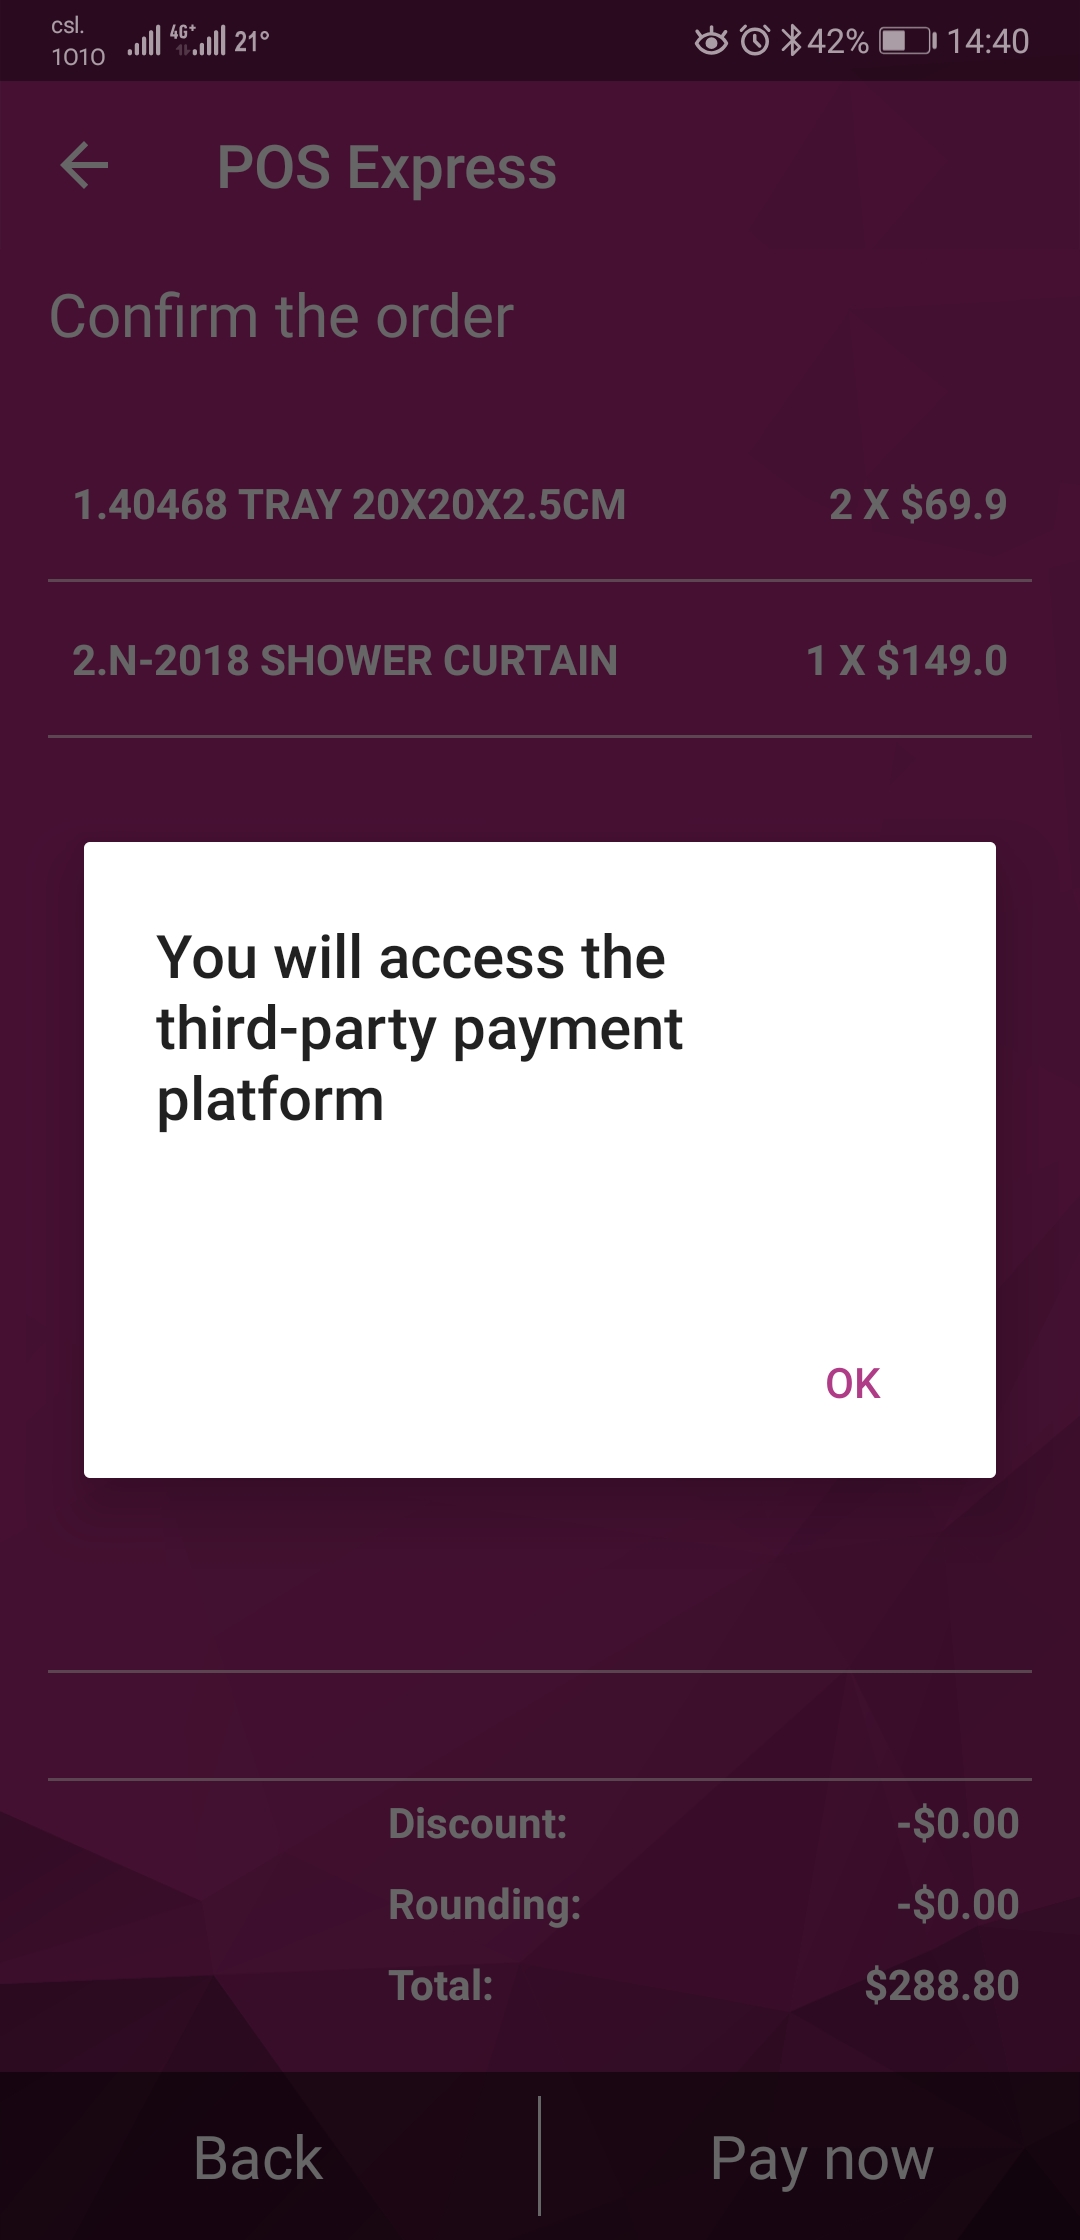 csl.
1010
4G+
21°
42%
14:40
POS Express
Confirm the order
1.40468 TRAY 20X20X2.5CM 2 X $69.9
2.N-2018 SHOWER CURTAIN 1 X $149.0
You will access the
third-party payment
platform
OK
Discount: -$0.00
Rounding: -$0.00
Total: $288.80
Back
Pay now